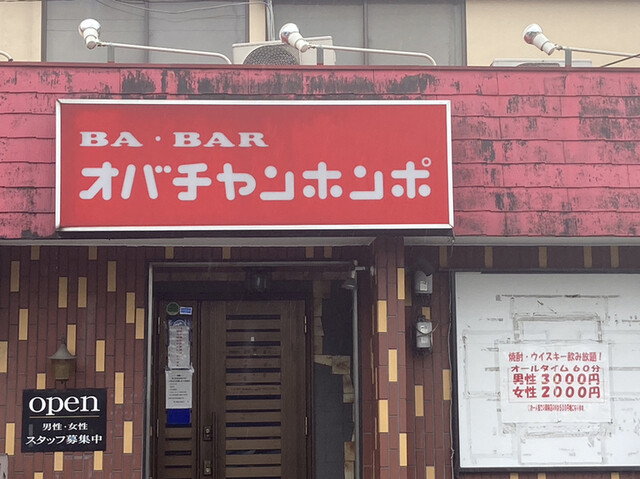 BA・BAR
オバチャンホンポ
焼酎・ウイスキー飲み放題!
オールタイム60分
男性3000円
女性2000円
open
男性・女性
スタッフ募集中